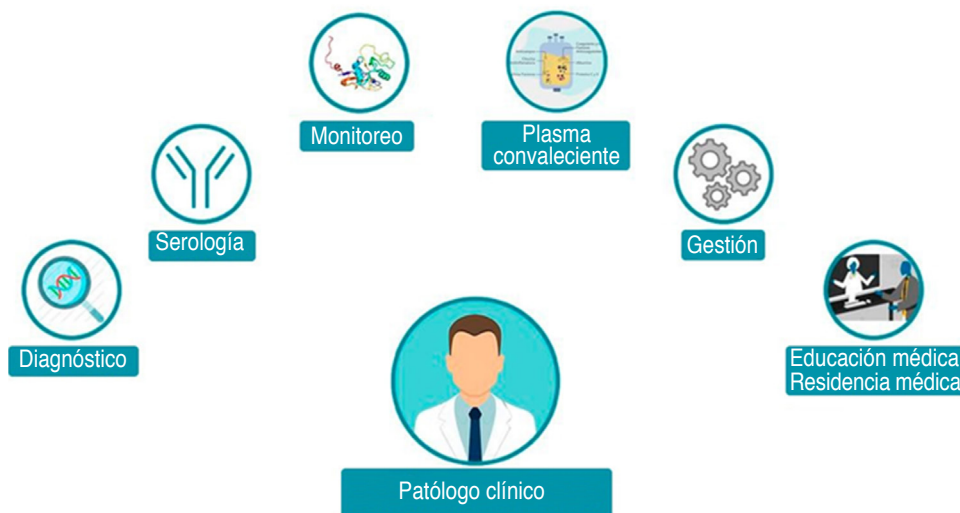 Monitoreo
Plasma
convaleciente
Serología
Gestión
Diagnóstico
Educación médica
Residencia médica
Patólogo clínico